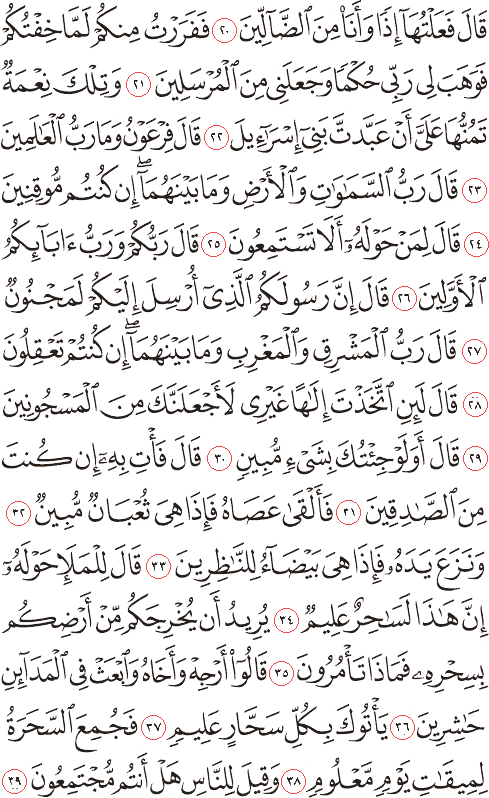 قَالَ فَعَلْتُهَآ إِذًا وَأَنَا۠ مِنَ ٱلضَّآلِّينَ ٢٠ فَفَرَرْتُ مِنكُمْ لَمَّا خِفْتُكُمْ
فَوَهَبَ لِى رَبِّى حُكْمًا وَجَعَلَنِى مِنَ ٱلْمُرْسَلِينَ ٢١ وَتِلْكَ نِعْمَةٌ
تَمُنُّهَا عَلَىَّ أَنْ عَبَّدتَّ بَنِىٓ إِسْرَٰٓءِيلَ ٢٢ قَالَ فِرْعَوْنُ وَمَا رَبُّ ٱلْعَٰلَمِينَ
٢٣ قَالَ رَبُّ ٱلسَّمَٰوَٰتِ وَٱلْأَرْضِ وَمَا بَيْنَهُمَآ ۖ إِن كُنتُم مُّوقِنِينَ
٢٤ قَالَ لِمَنْ حَوْلَهُۥٓ أَلَا تَسْتَمِعُونَ ٢٥ قَالَ رَبُّكُمْ وَرَبُّ ءَابَآئِكُمُ
ٱلْأَوَّلِينَ ٢٦ قَالَ إِنَّ رَسُولَكُمُ ٱلَّذِىٓ أُرْسِلَ إِلَيْكُمْ لَمَجْنُونٌ
٢٧ قَالَ رَبُّ ٱلْمَشْرِقِ وَٱلْمَغْرِبِ وَمَا بَيْنَهُمَآ ۖ إِن كُنتُمْ تَعْقِلُونَ
٢٨ قَالَ لَئِنِ ٱتَّخَذْتَ إِلَٰهًا غَيْرِى لَأَجْعَلَنَّكَ مِنَ ٱلْمَسْجُونِينَ
٢٩ قَالَ أَوَلَوْ جِئْتُكَ بِشَىْءٍ مُّبِينٍ ٣٠ قَالَ فَأْتِ بِهِۦٓ إِن كُنتَ
مِنَ ٱلصَّٰدِقِينَ ٣١ فَأَلْقَىٰ عَصَاهُ فَإِذَا هِىَ ثُعْبَانٌ مُّبِينٌ ٣٢
وَنَزَعَ يَدَهُۥ فَإِذَا هِىَ بَيْضَآءُ لِلنَّٰظِرِينَ ٣٣ قَالَ لِلْمَلَإِ حَوْلَهُۥٓ
إِنَّ هَٰذَا لَسَٰحِرٌ عَلِيمٌ ٣٤ يُرِيدُ أَن يُخْرِجَكُم مِّنْ أَرْضِكُم
بِسِحْرِهِۦ فَمَاذَا تَأْمُرُونَ ٣٥ قَالُوٓا۟ أَرْجِهْ وَأَخَاهُ وَٱبْعَثْ فِى ٱلْمَدَآئِنِ
حَٰشِرِينَ ٣٦ يَأْتُوكَ بِكُلِّ سَحَّارٍ عَلِيمٍ ٣٧ فَجُمِعَ ٱلسَّحَرَةُ
لِمِيقَٰتِ يَوْمٍ مَّعْلُومٍ ٣٨ وَقِيلَ لِلنَّاسِ هَلْ أَنتُم مُّجْتَمِعُونَ ٣٩